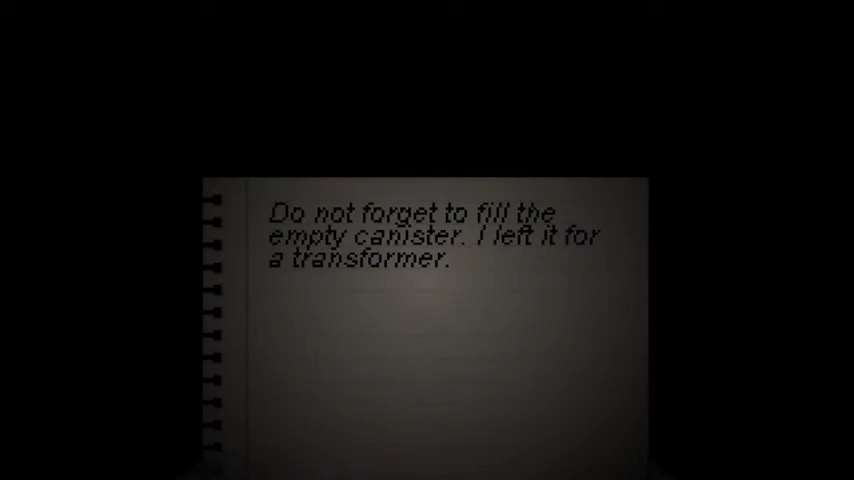 Do not forget to fill the
empty canister. I left it for
a transformer.